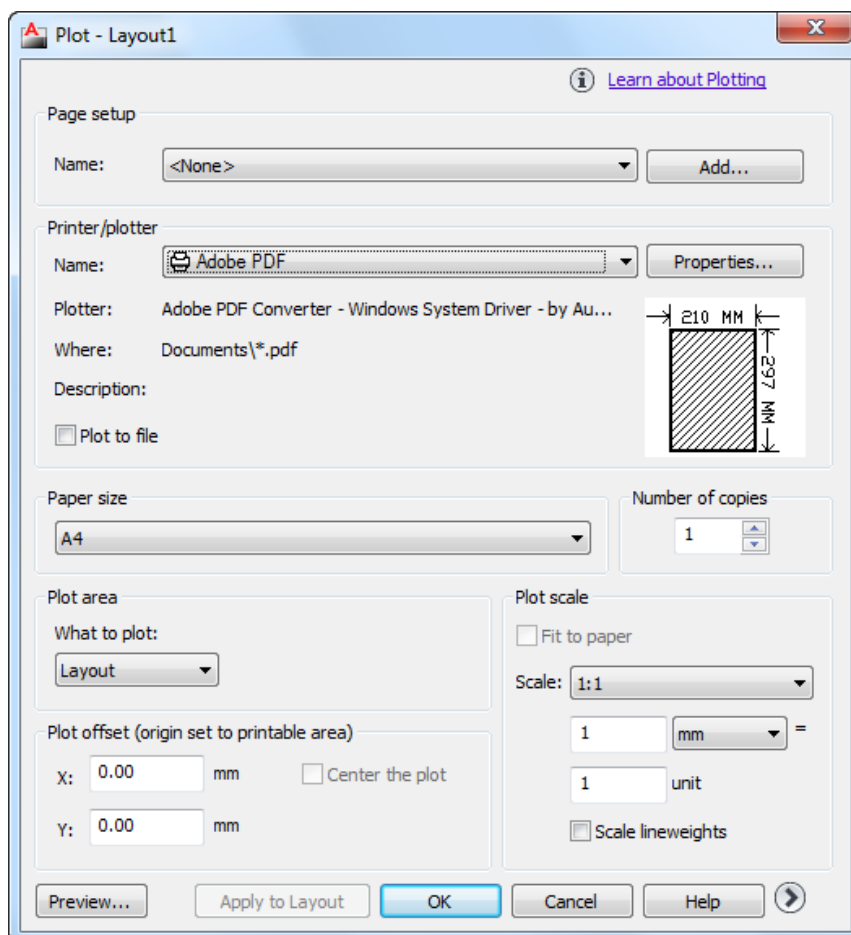 Plot - Layout1
Learn about Plotting
Page setup
Name: <None> Add...
Printer/plotter
Name: Adobe PDF Properties...
Plotter: Adobe PDF Converter - Windows System Driver - by Au...
Where: Documents\*.pdf
Description:
Plot to file
210 MM
297 MM
Paper size
A4
Number of copies
1
Plot area
What to plot:
Layout
Plot offset (origin set to printable area)
X: 0.00 mm Center the plot
Y: 0.00 mm
Plot scale
Fit to paper
Scale: 1:1
1 mm =
1 unit
Scale lineweights
Preview... Apply to Layout OK Cancel Help